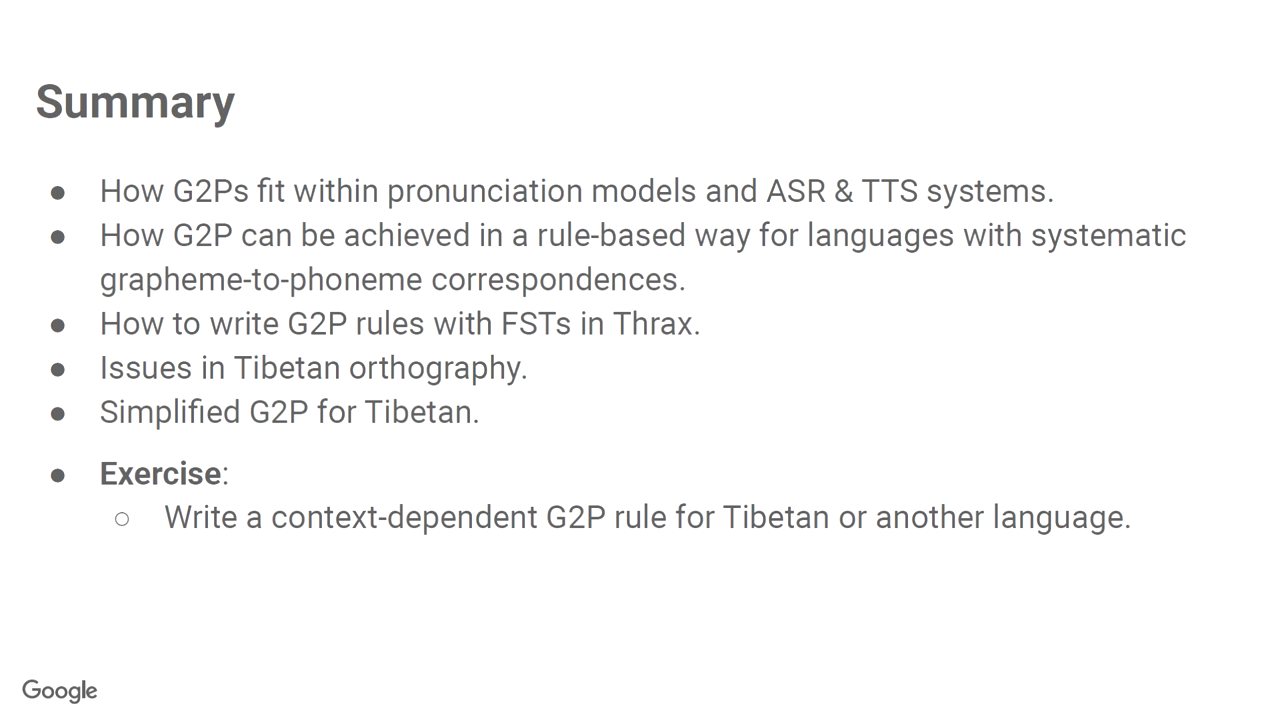 Summary
● How G2Ps fit within pronunciation models and ASR & TTS systems.
● How G2P can be achieved in a rule-based way for languages with systematic
grapheme-to-phoneme correspondences.
● How to write G2P rules with FSTs in Thrax.
● Issues in Tibetan orthography.
● Simplified G2P for Tibetan.
● Exercise:
○ Write a context-dependent G2P rule for Tibetan or another language.
Google